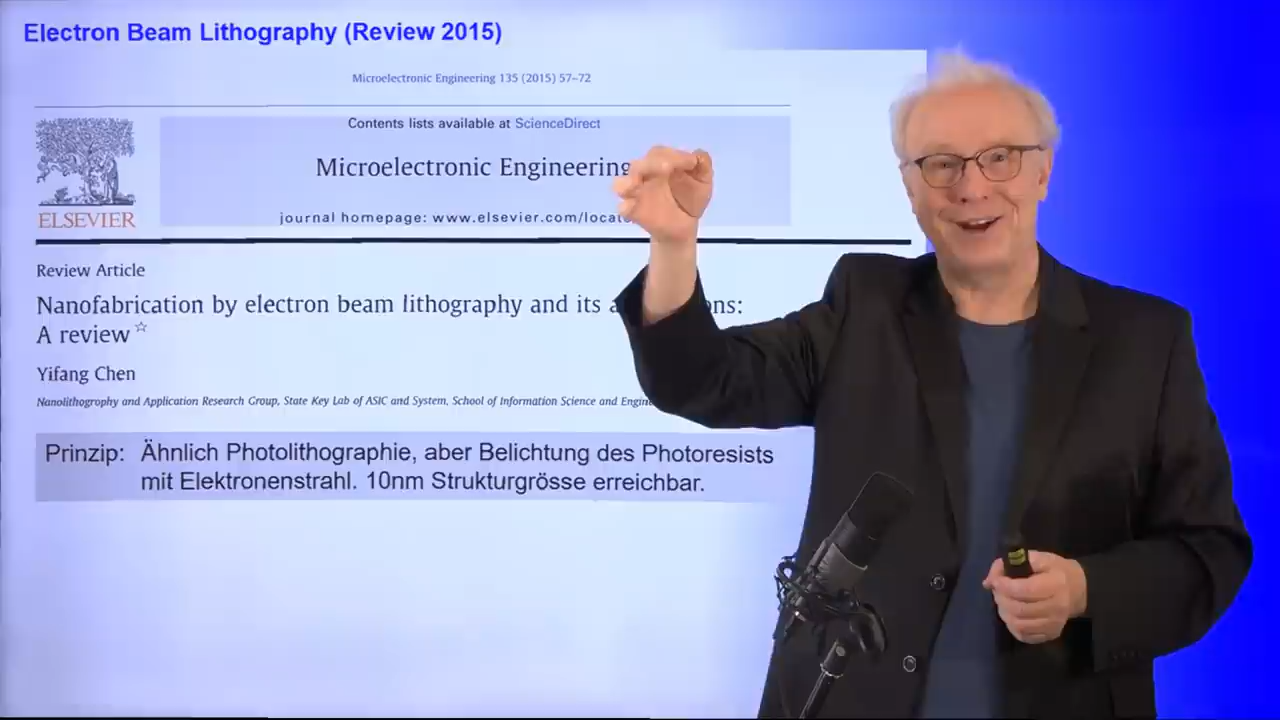 Electron Beam Lithography (Review 2015)
Microelectronic Engineering 135 (2015) 57–72
Contents lists available at ScienceDirect
Microelectronic Engineering
journal homepage: www.elsevier.com/locate
ELSEVIER
Review Article
Nanofabrication by electron beam lithography and its
A review☆
Yifang Chen
Nanolithogrophy and Application Research Group, State Key Lab of ASIC and System, School of Information Science and
Prinzip: Ähnlich Photolithographie, aber Belichtung des Photoresists
mit Elektronenstrahl. 10nm Strukturgrösse erreichbar.